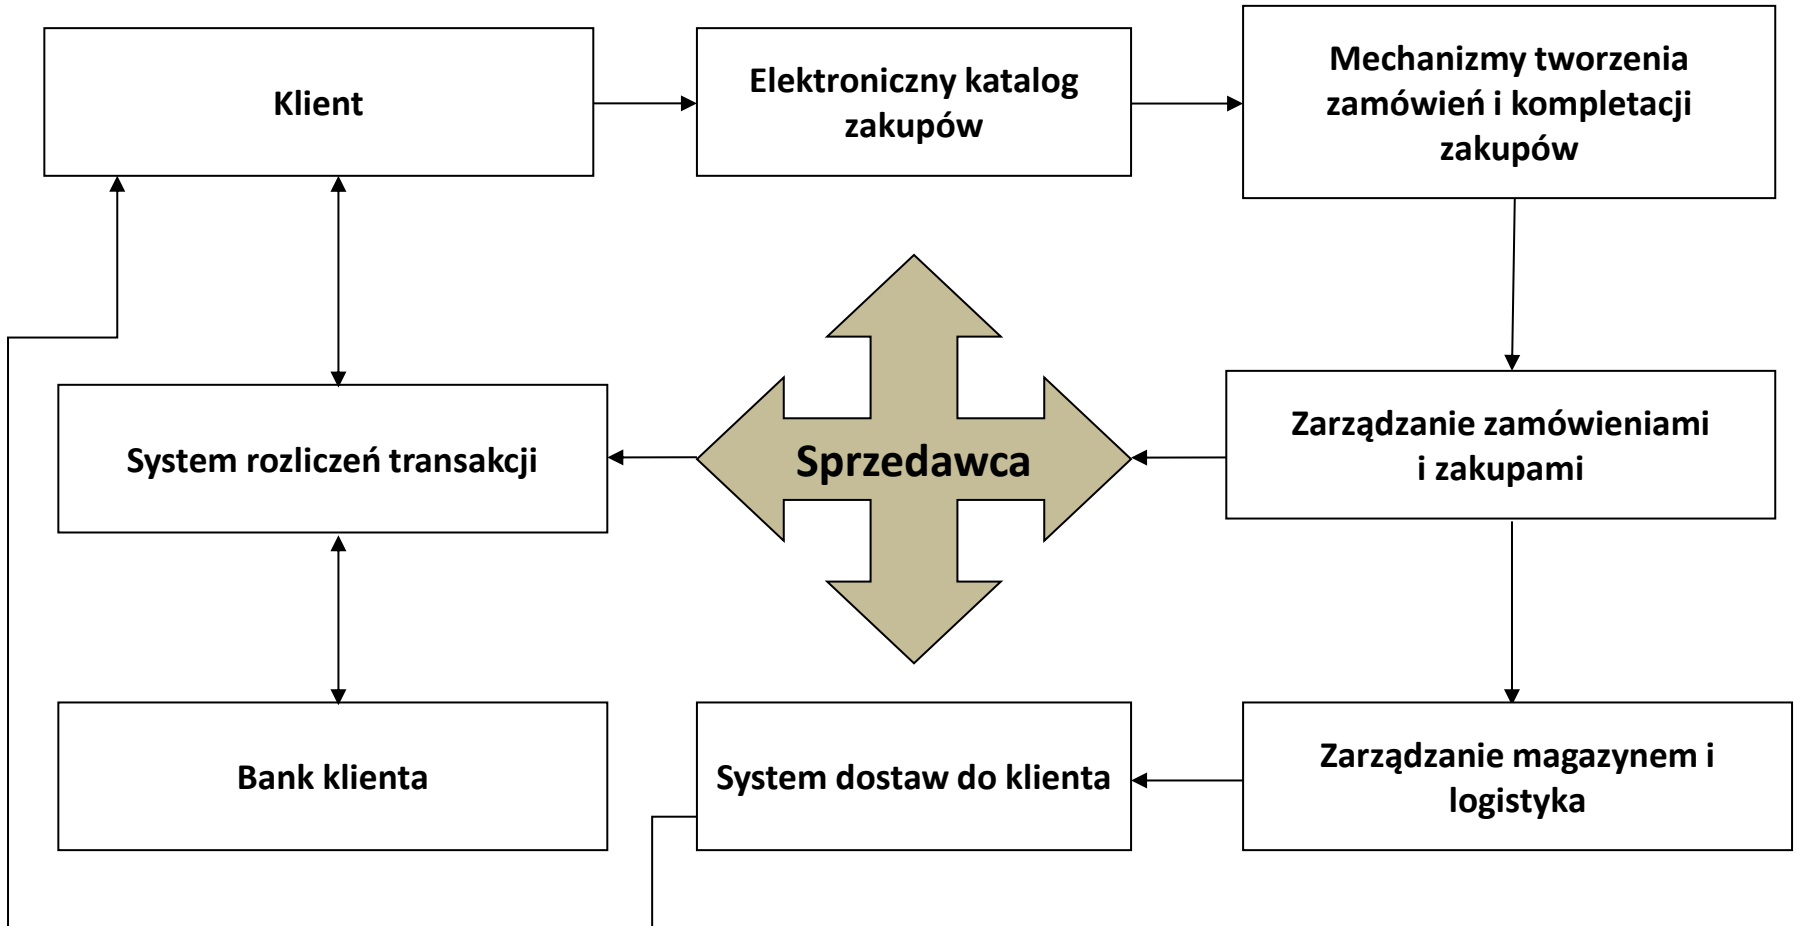 Klient
Elektroniczny katalog
zakupów
Mechanizmy tworzenia
zamówień i kompletacji
zakupów
System rozliczeń transakcji
Sprzedawca
Zarządzanie zamówieniami
i zakupami
Bank klienta
System dostaw do klienta
Zarządzanie magazynem i
logistyka